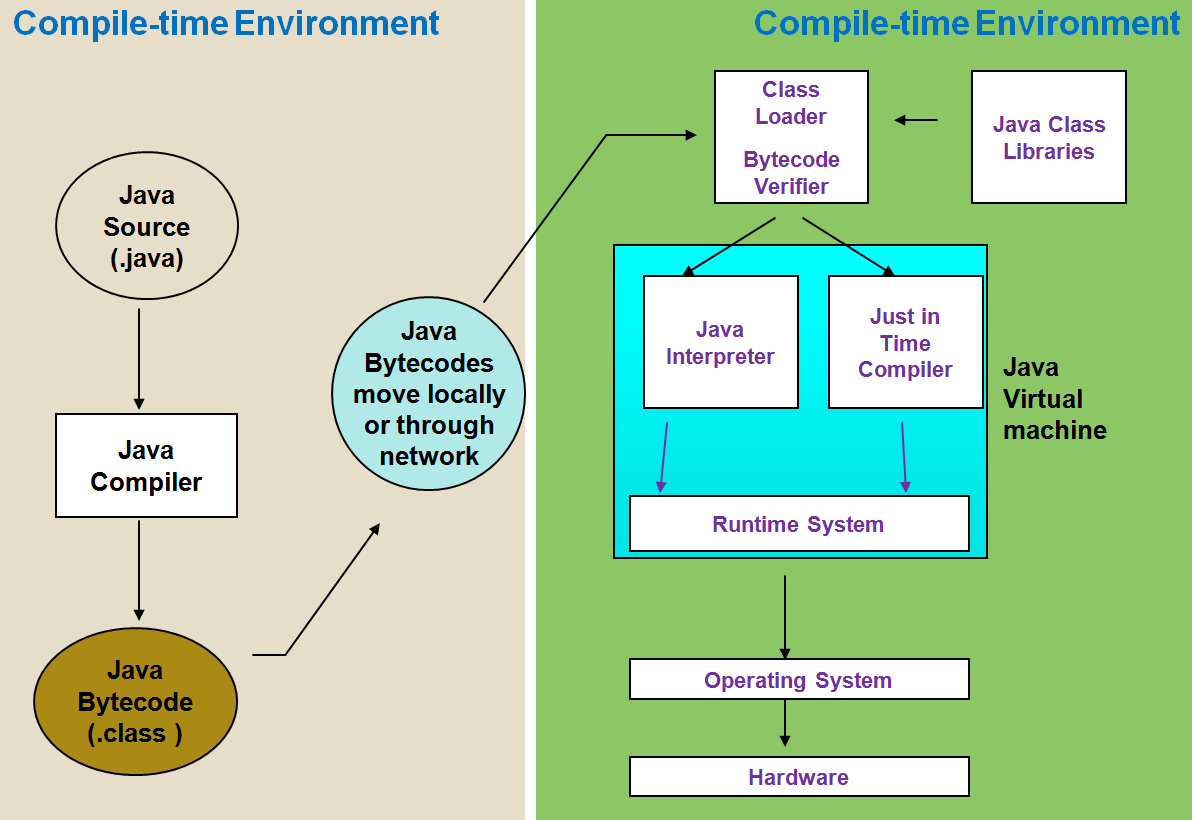 Compile-time Environment
Java
Source
(.java)
Java
Compiler
Java
Bytecode
(.class )
Java
Bytecodes
move locally
or through
network
Compile-time Environment
Class
Loader
Bytecode
Verifier
Java Class
Libraries
Java
Interpreter
Just in
Time
Compiler
Java
Virtual
machine
Runtime System
Operating System
Hardware